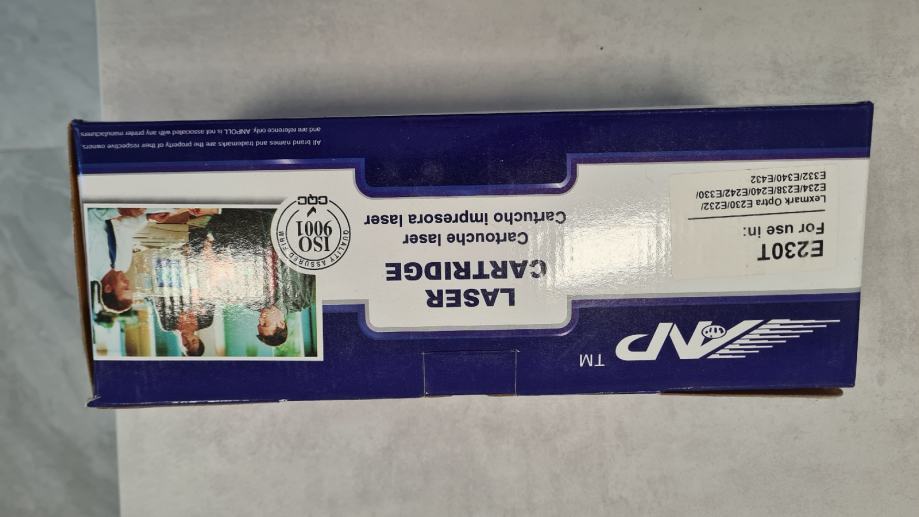 ANP TM
E230T
For use in:
Lexmark Optra E230/E232/
E234/E238/E240/E242/E330/
E332/E340/E432
LASER
CARTRIDGE
Cartouche laser
Cartucho impresora laser
QUALITY ASSURED FIRM
ISO
9001
CQC
All brand names and trademarks are the property of their respective owners.
and are reference only. ANPOLL is not associated with any printer manufacturers